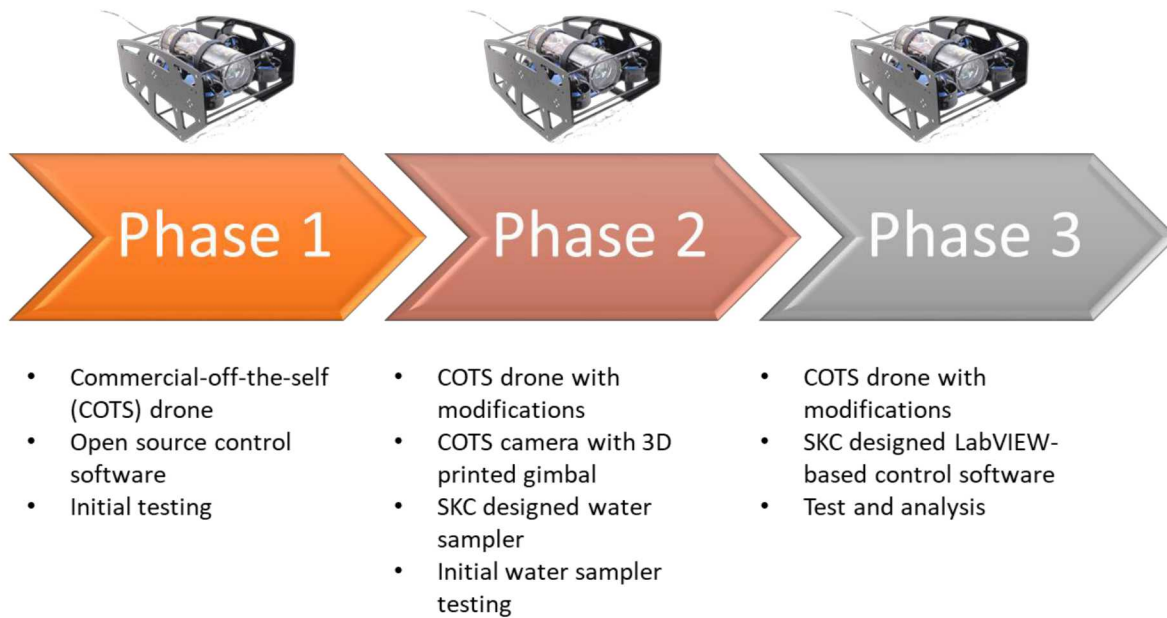 Phase 1
Phase 2
Phase 3
• Commercial-off-the-self
(COTS) drone
• Open source control
software
• Initial testing
• COTS drone with
modifications
• COTS camera with 3D
printed gimbal
• SKC designed water
sampler
• Initial water sampler
testing
• COTS drone with
modifications
• SKC designed LabVIEW-
based control software
• Test and analysis